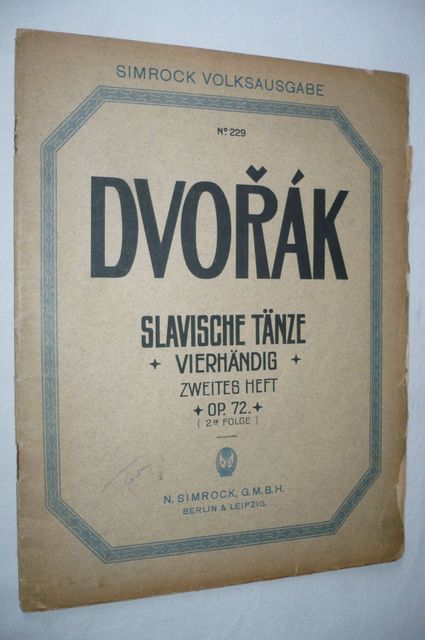 SIMROCK VOLKSAUSGABE
No. 229
DVOŘÁK
SLAVISCHE TÄNZE
VIERHÄNDIG
ZWEITES HEFT
OP. 72.
( 2te FOLGE )
N. SIMROCK, G.M.B.H.
BERLIN & LEIPZIG.